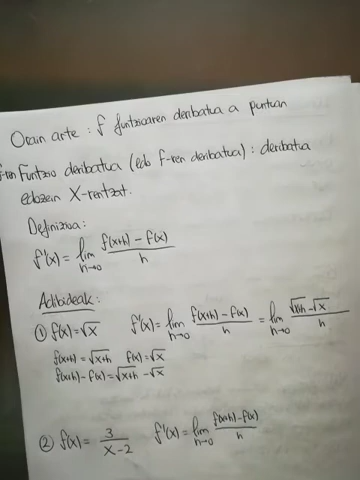 Orain arte : f funtzioaren deribatua a puntuan
f-ren Funtzio deribatua (edo f-ren deribatua) : deribatua
edozein X-rentzat.
Definizioa:
f'(x) = lim h→0 f(x+h) - f(x) / h
Adibideak:
① f(x) = √x f'(x) = lim h→0 f(x+h) - f(x) / h = lim h→0 √x+h - √x / h
f(x+h) = √x+h f(x) = √x
f(x+h) - f(x) = √x+h - √x
② f(x) = 3 / x-2 f'(x) = lim h→0 f(x+h) - f(x) / h